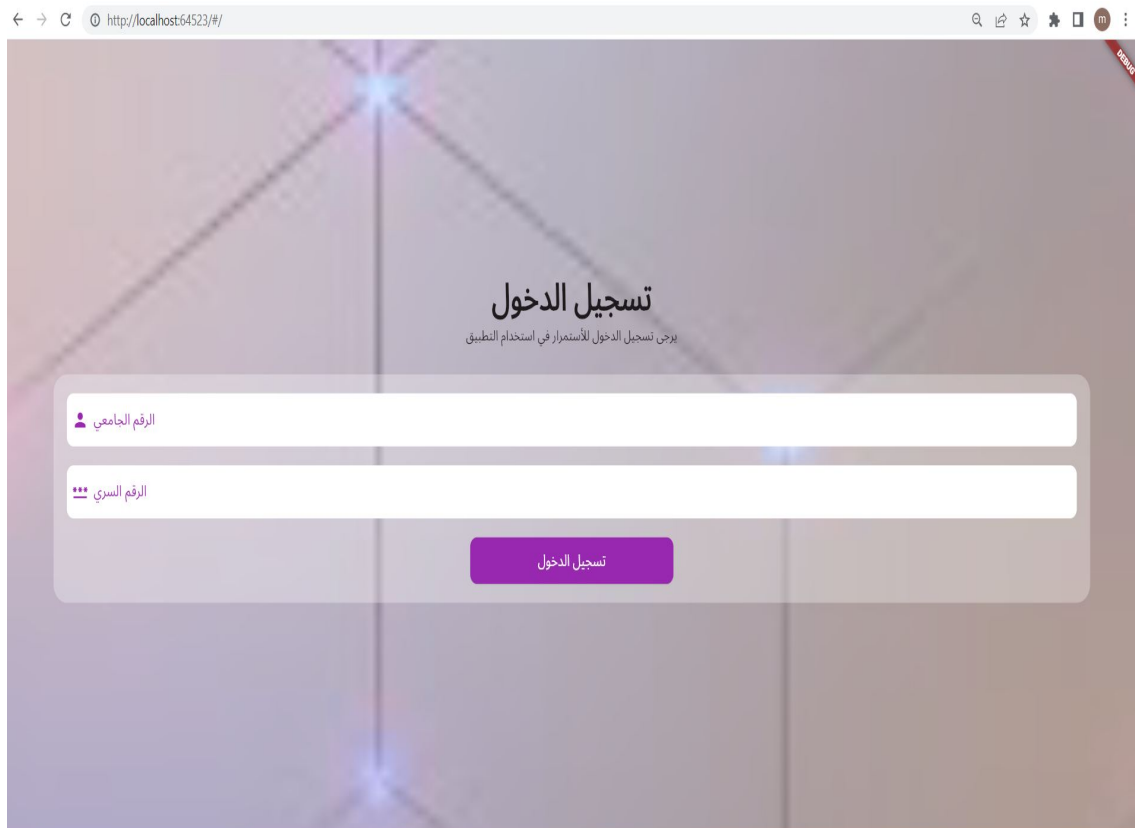 http://localhost:64523/#/
m
DEBUG
تسجيل الدخول
يرجى تسجيل الدخول للأستمرار في استخدام التطبيق
الرقم الجامعي
الرقم السري
تسجيل الدخول